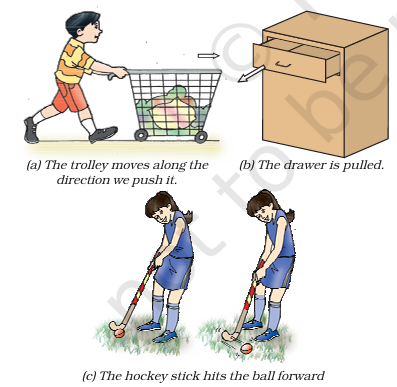 (a) The trolley moves along the
direction we push it.
(b) The drawer is pulled.
(c) The hockey stick hits the ball forward